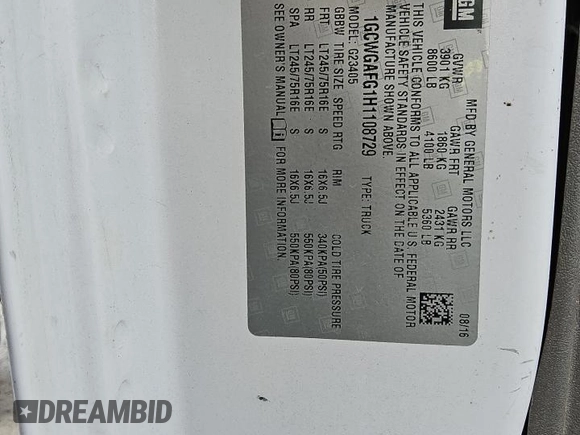 GM
MFD BY GENERAL MOTORS LLC 08/16
GVWR GAWR FRT GAWR RR
3901 KG 1860 KG 2431 KG
8600 LB 4100 LB 5360 LB
THIS VEHICLE CONFORMS TO ALL APPLICABLE U.S. FEDERAL MOTOR
VEHICLE SAFETY STANDARDS IN EFFECT ON THE DATE OF
MANUFACTURE SHOWN ABOVE.
1GCWGAFG1H1108729 TYPE: TRUCK
MODEL: G23405
GBBW TIRE SIZE SPEED RTG RIM COLD TIRE PRESSURE
FRT LT245/75R16E S 16X6.5J 340KPA(50PSI)
RR LT245/75R16E S 16X6.5J 550KPA(80PSI)
SPA LT245/75R16E S 16X6.5J 550KPA(80PSI)
SEE OWNER'S MANUAL FOR MORE INFORMATION.
DREAMBID